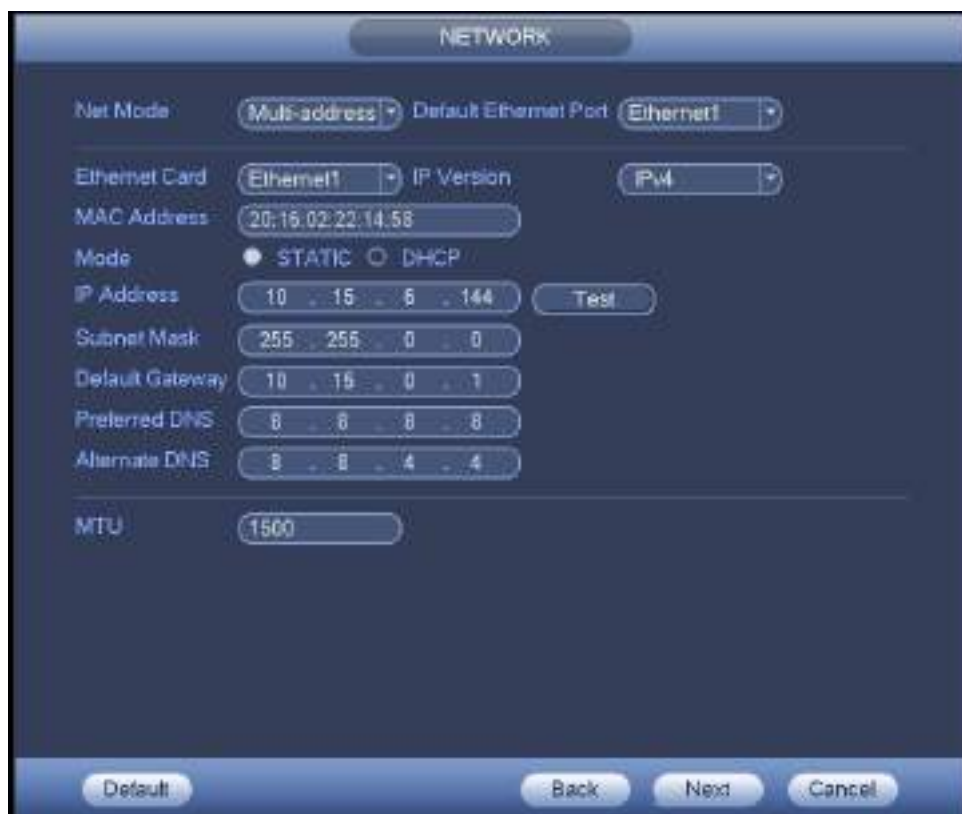 NETWORK
Net Mode Multi-address Default Ethernet Port Ethernet1
Ethernet Card Ethernet1 IP Version IPv4
MAC Address 20:16:02:22:14:58
Mode STATIC DHCP
IP Address 10 . 15 . 6 . 144 Test
Subnet Mask 255 . 255 . 0 . 0
Default Gateway 10 . 15 . 0 . 1
Preferred DNS 8 . 8 . 8 . 8
Alternate DNS 8 . 8 . 4 . 4
MTU 1500
Default Back Next Cancel